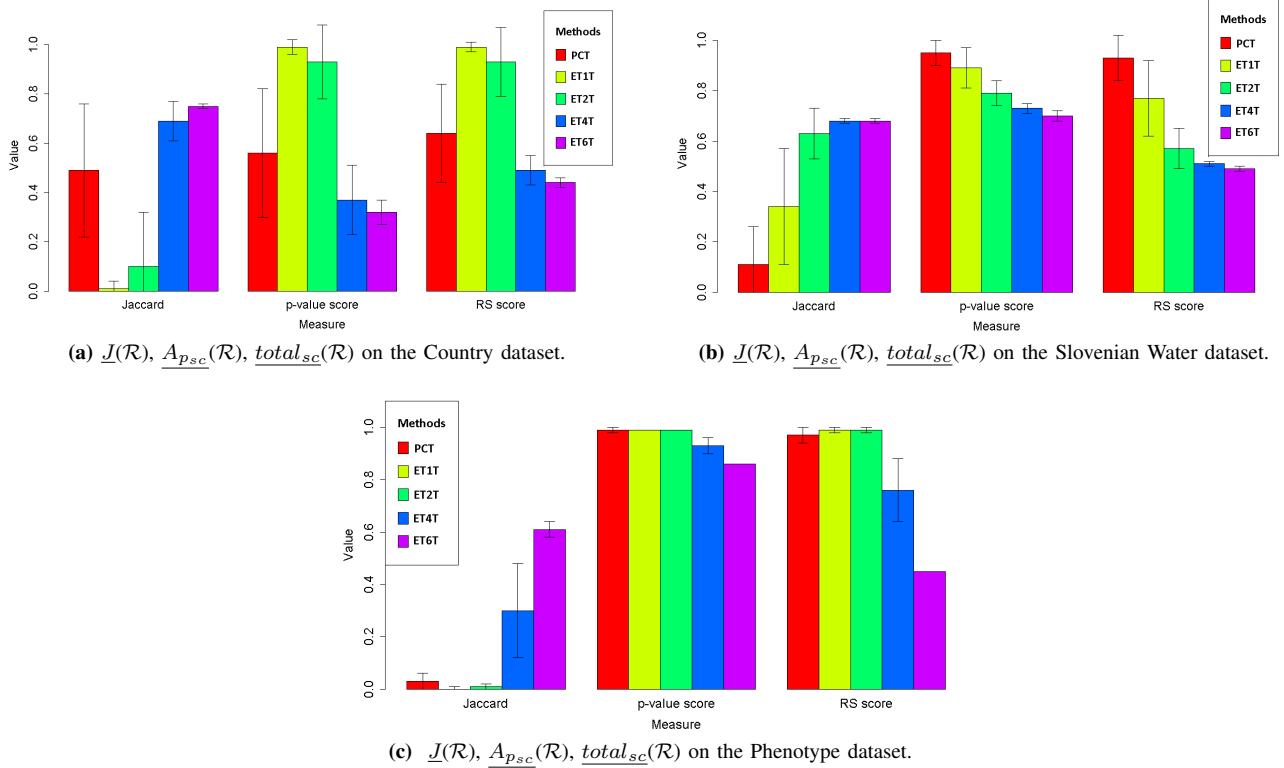 Methods
PCT
ET1T
ET2T
ET4T
ET6T
Value
0.0
0.2
0.4
0.6
0.8
1.0
Jaccard
p-value score
RS score
Measure
(a) J(R), A_{p_{sc}}(R), total_{sc}(R) on the Country dataset.
Methods
PCT
ET1T
ET2T
ET4T
ET6T
Value
0.0
0.2
0.4
0.6
0.8
1.0
Jaccard
p-value score
RS score
Measure
(b) J(R), A_{p_{sc}}(R), total_{sc}(R) on the Slovenian Water dataset.
Methods
PCT
ET1T
ET2T
ET4T
ET6T
Value
0.0
0.2
0.4
0.6
0.8
1.0
Jaccard
p-value score
RS score
Measure
(c) J(R), A_{p_{sc}}(R), total_{sc}(R) on the Phenotype dataset.